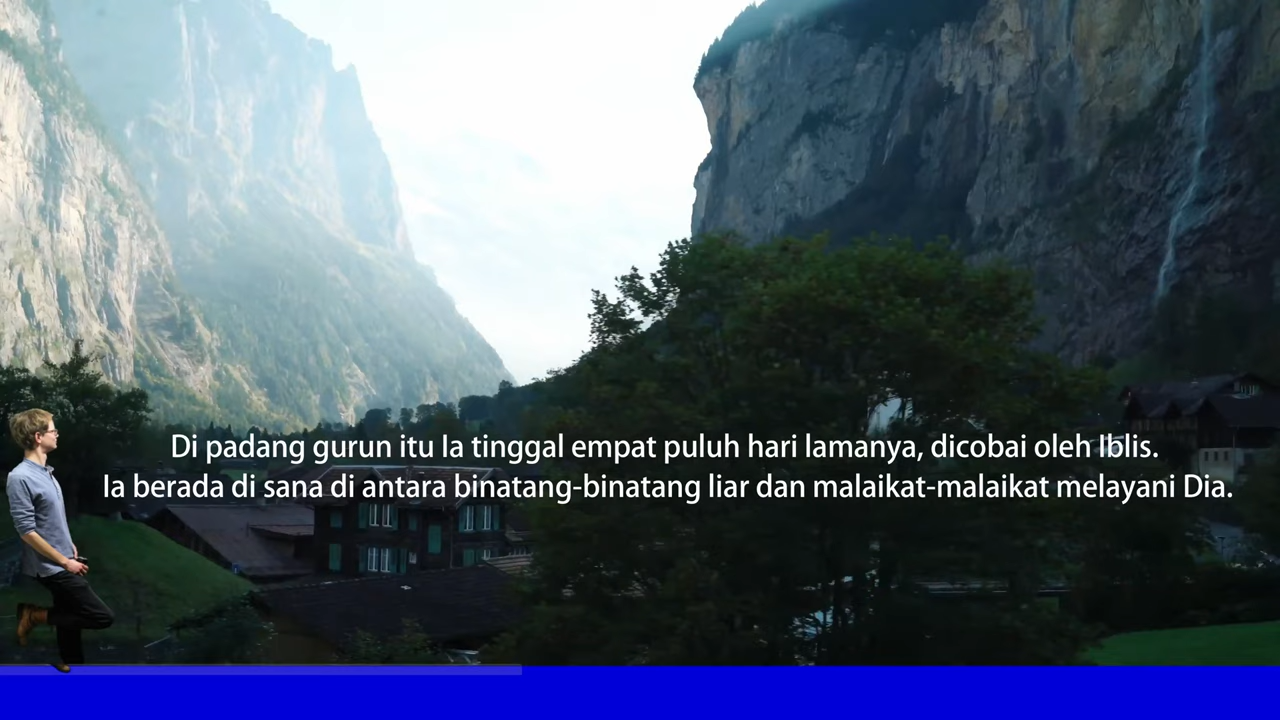 Di padang gurun itu Ia tinggal empat puluh hari lamanya, dicobai oleh Iblis.
Ia berada di sana di antara binatang-binatang liar dan malaikat-malaikat melayani Dia.